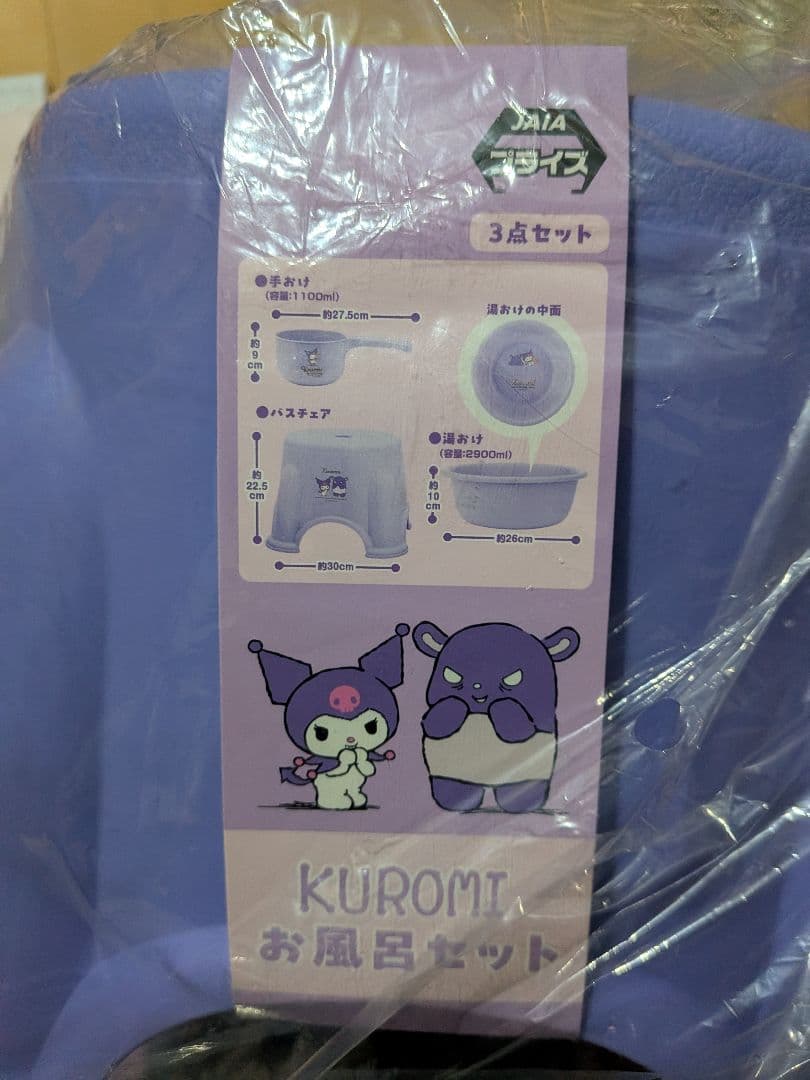 JAIA
プライズ
3点セット
●手おけ
(容量:1100ml)
約27.5cm
約9cm
湯おけの中面
●バスチェア
約22.5cm
約30cm
●湯おけ
(容量:2900ml)
約10cm
約26cm
KUROMI
お風呂セット